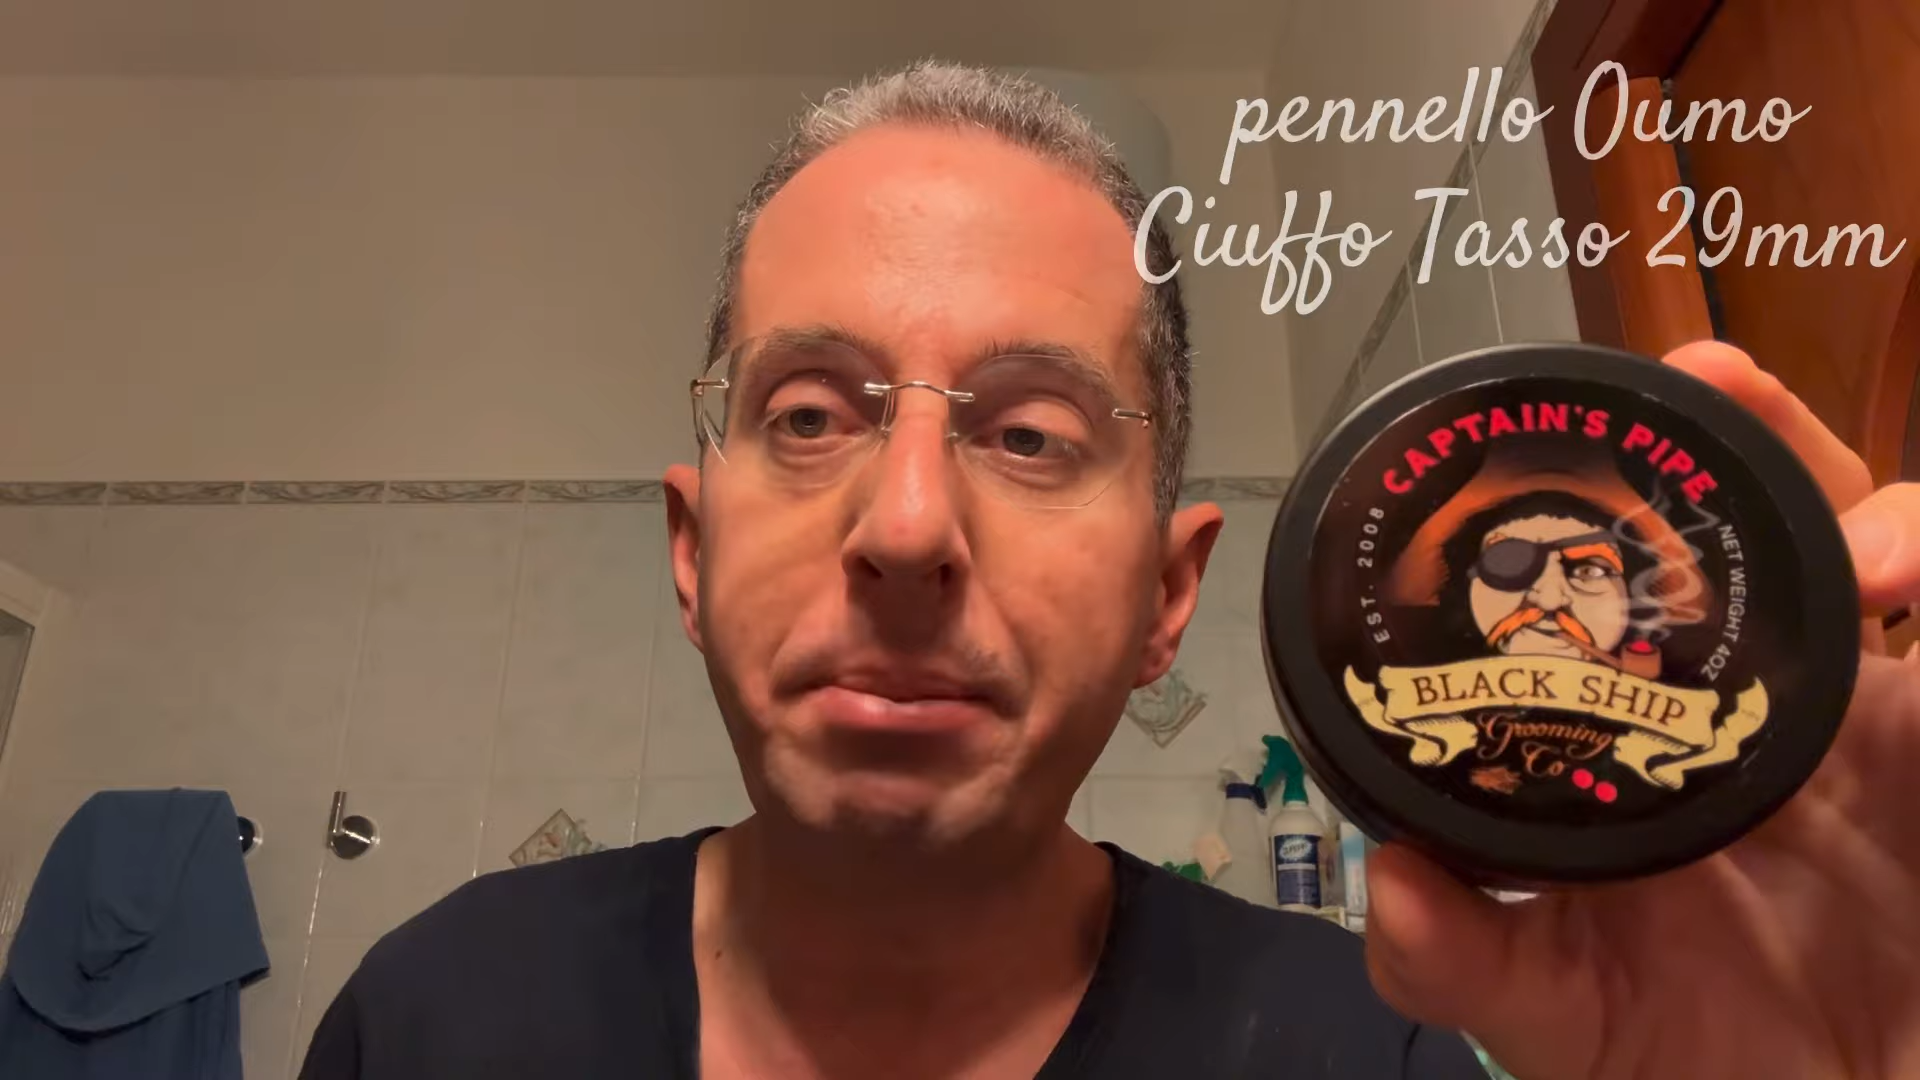 pennello Oumo
Ciuffo Tasso 29mm
CAPTAIN'S PIPE
EST. 2008
NET WEIGHT 4OZ
BLACK SHIP
Grooming
Co